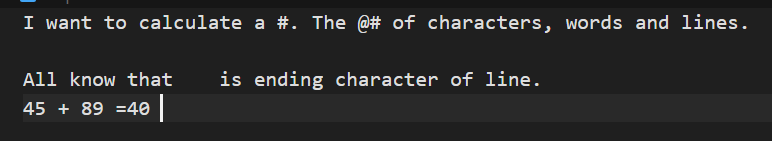 I want to calculate a #. The @# of characters, words and lines.

All know that    is ending character of line.
45 + 89 =40